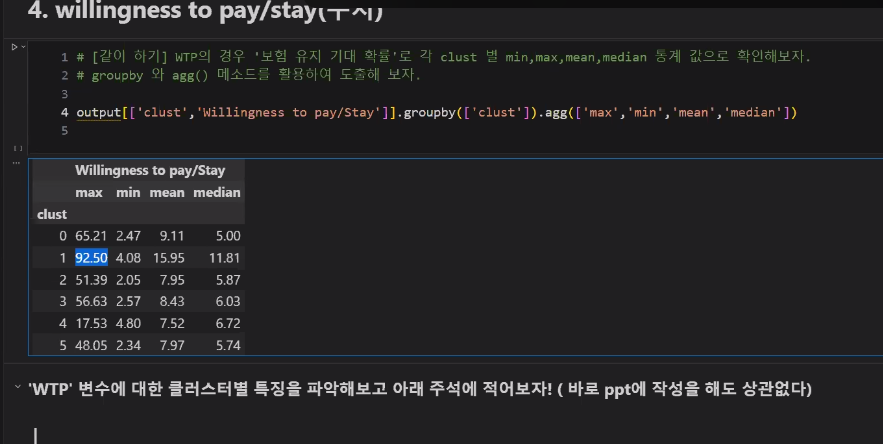 4. willingness to pay/stay(수치)
1 # [같이 하기] WTP의 경우 '보험 유지 기대 확률'로 각 clust 별 min,max,mean,median 통계 값으로 확인해보자.
2 # groupby 와 agg() 메소드를 활용하여 도출해 보자.
3
4 output[['clust','Willingness to pay/Stay']].groupby(['clust']).agg(['max','min','mean','median'])
5
Willingness to pay/Stay
max min mean median
clust
0 65.21 2.47 9.11 5.00
1 92.50 4.08 15.95 11.81
2 51.39 2.05 7.95 5.87
3 56.63 2.57 8.43 6.03
4 17.53 4.80 7.52 6.72
5 48.05 2.34 7.97 5.74
'WTP' 변수에 대한 클러스터별 특징을 파악해보고 아래 주석에 적어보자! ( 바로 ppt에 작성을 해도 상관없다)